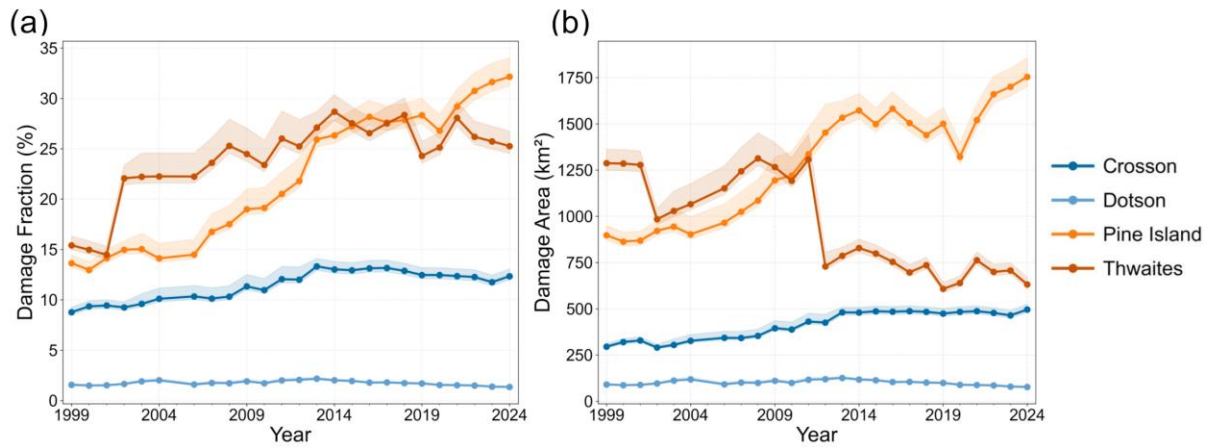 (a)
Damage Fraction (%)
35
30
25
20
15
10
5
0
1999 2004 2009 2014 2019 2024
Year
(b)
Damage Area (km²)
1750
1500
1250
1000
750
500
250
0
1999 2004 2009 2014 2019 2024
Year
Crosson
Dotson
Pine Island
Thwaites